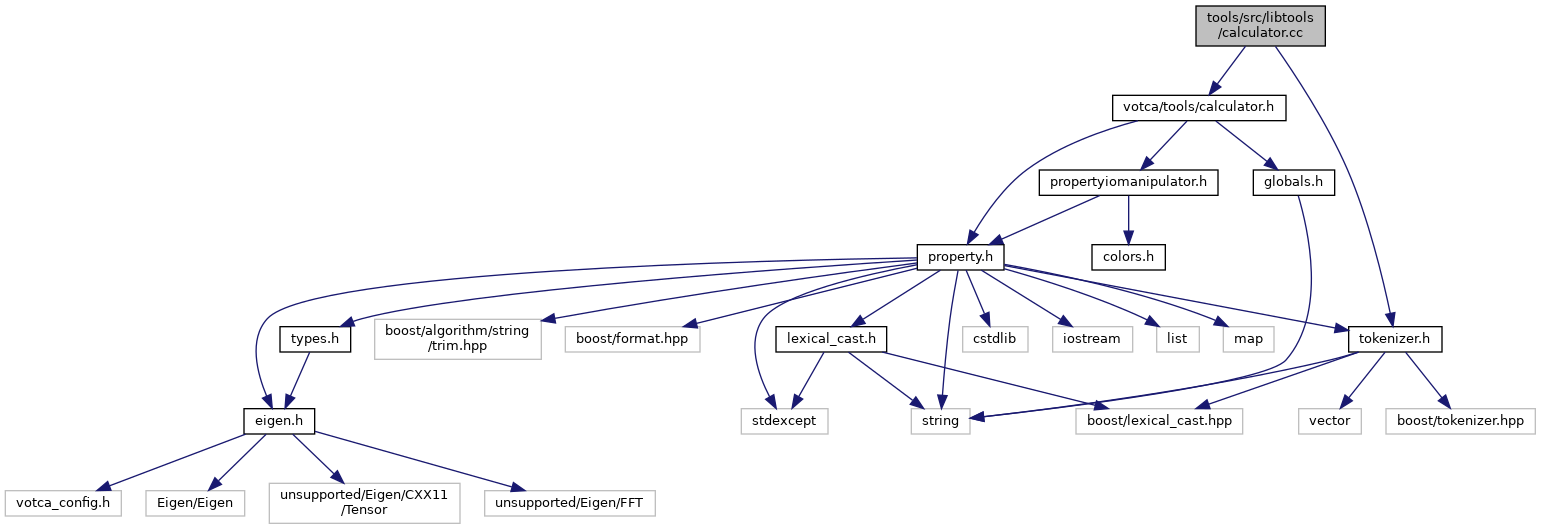 tools/src/libtools
/calculator.cc
votca/tools/calculator.h
propertyiomanipulator.h
globals.h
property.h
colors.h
types.h
boost/algorithm/string
/trim.hpp
boost/format.hpp
lexical_cast.h
cstdlib
iostream
list
map
tokenizer.h
eigen.h
stdexcept
string
boost/lexical_cast.hpp
vector
boost/tokenizer.hpp
votca_config.h
Eigen/Eigen
unsupported/Eigen/CXX11
/Tensor
unsupported/Eigen/FFT